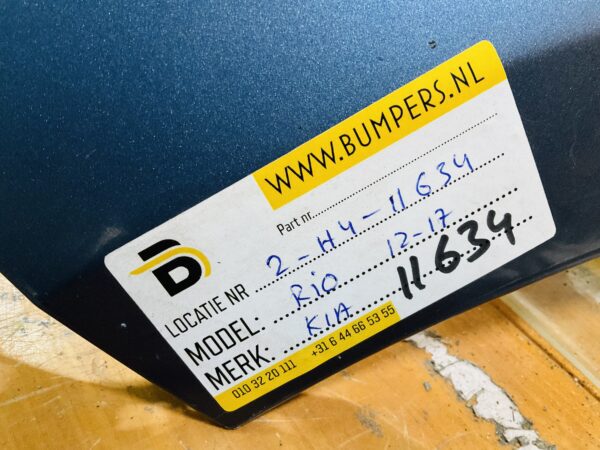 WWW.BUMPERS.NL
Part nr.
LOCATIE NR 2-H4-11634
MODEL: RIO 12-17
MERK: KIA 11634
010 32 20 111 +31 6 44 66 53 55